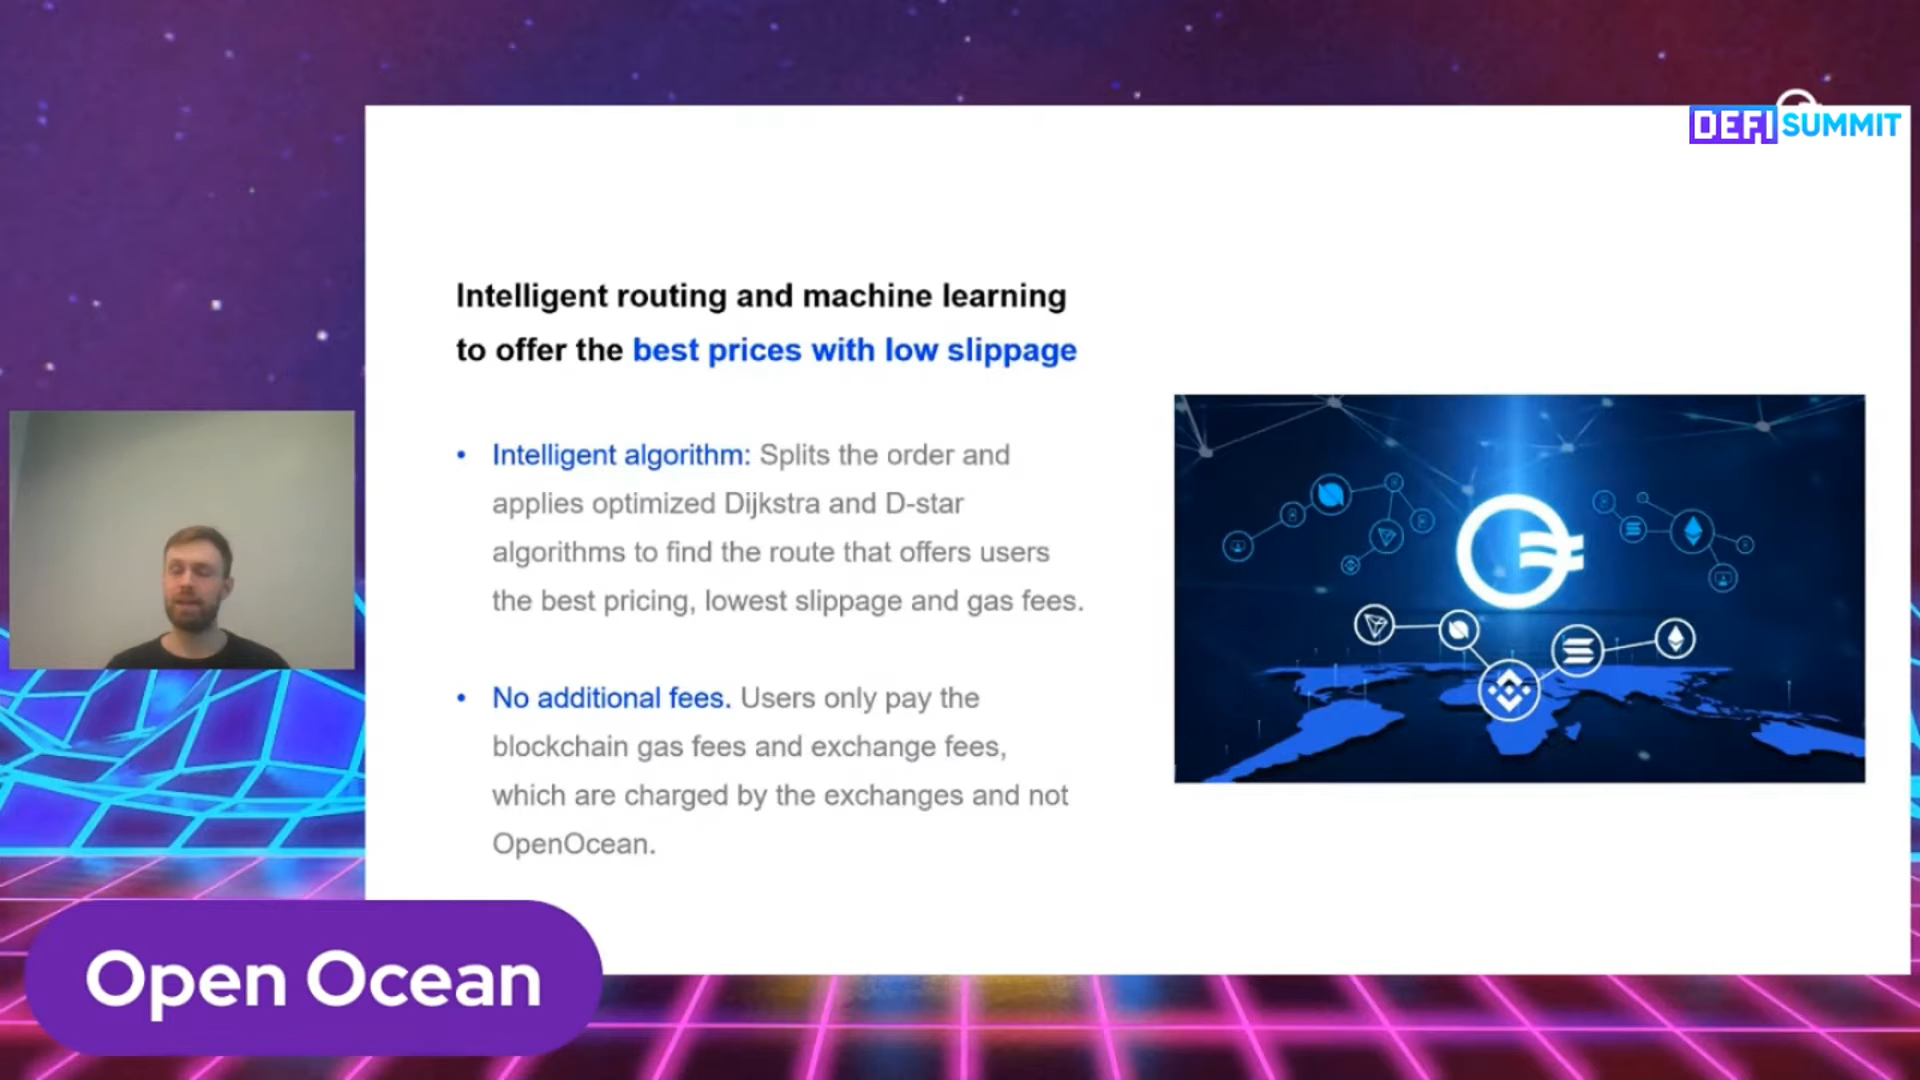 DEFI SUMMIT
Intelligent routing and machine learning
to offer the best prices with low slippage
• Intelligent algorithm: Splits the order and
applies optimized Dijkstra and D-star
algorithms to find the route that offers users
the best pricing, lowest slippage and gas fees.
• No additional fees. Users only pay the
blockchain gas fees and exchange fees,
which are charged by the exchanges and not
OpenOcean.
Open Ocean